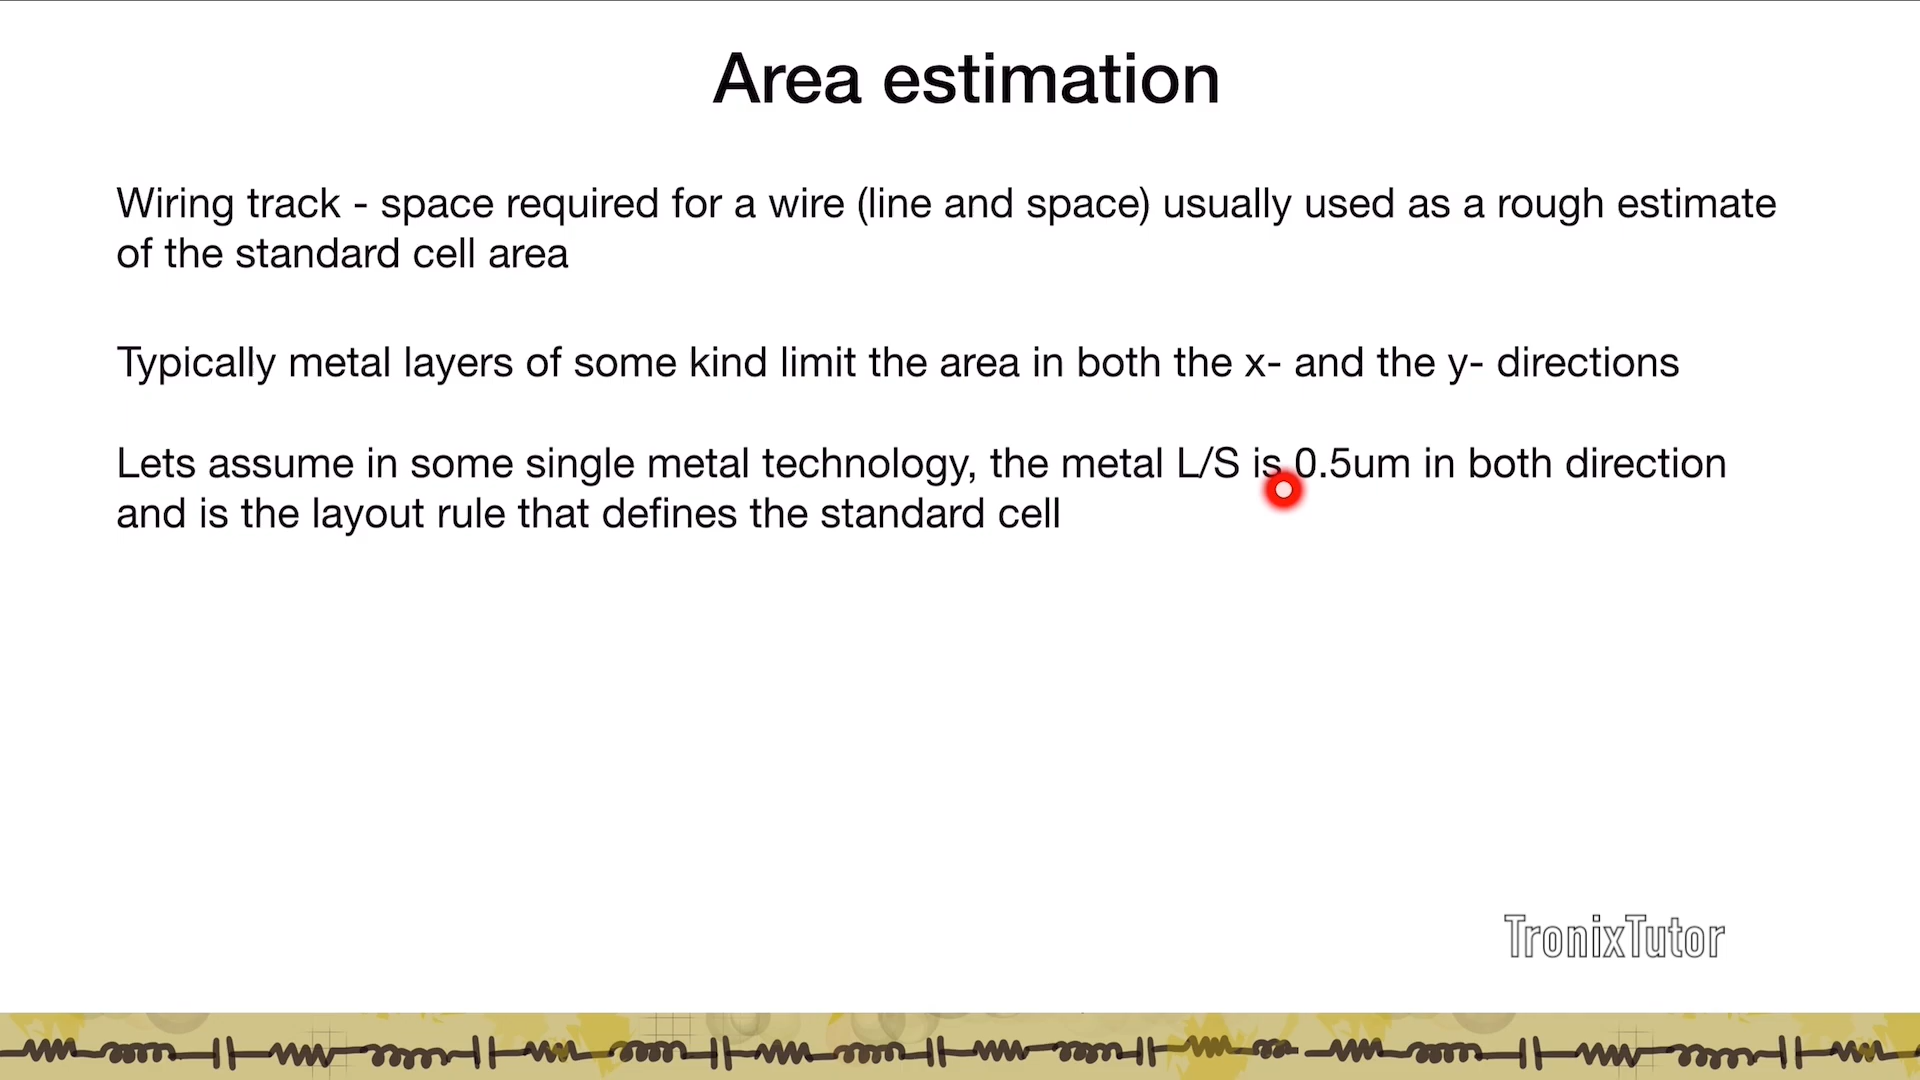 Area estimation
Wiring track - space required for a wire (line and space) usually used as a rough estimate
of the standard cell area
Typically metal layers of some kind limit the area in both the x- and the y- directions
Lets assume in some single metal technology, the metal L/S is 0.5um in both direction
and is the layout rule that defines the standard cell
TronixTutor